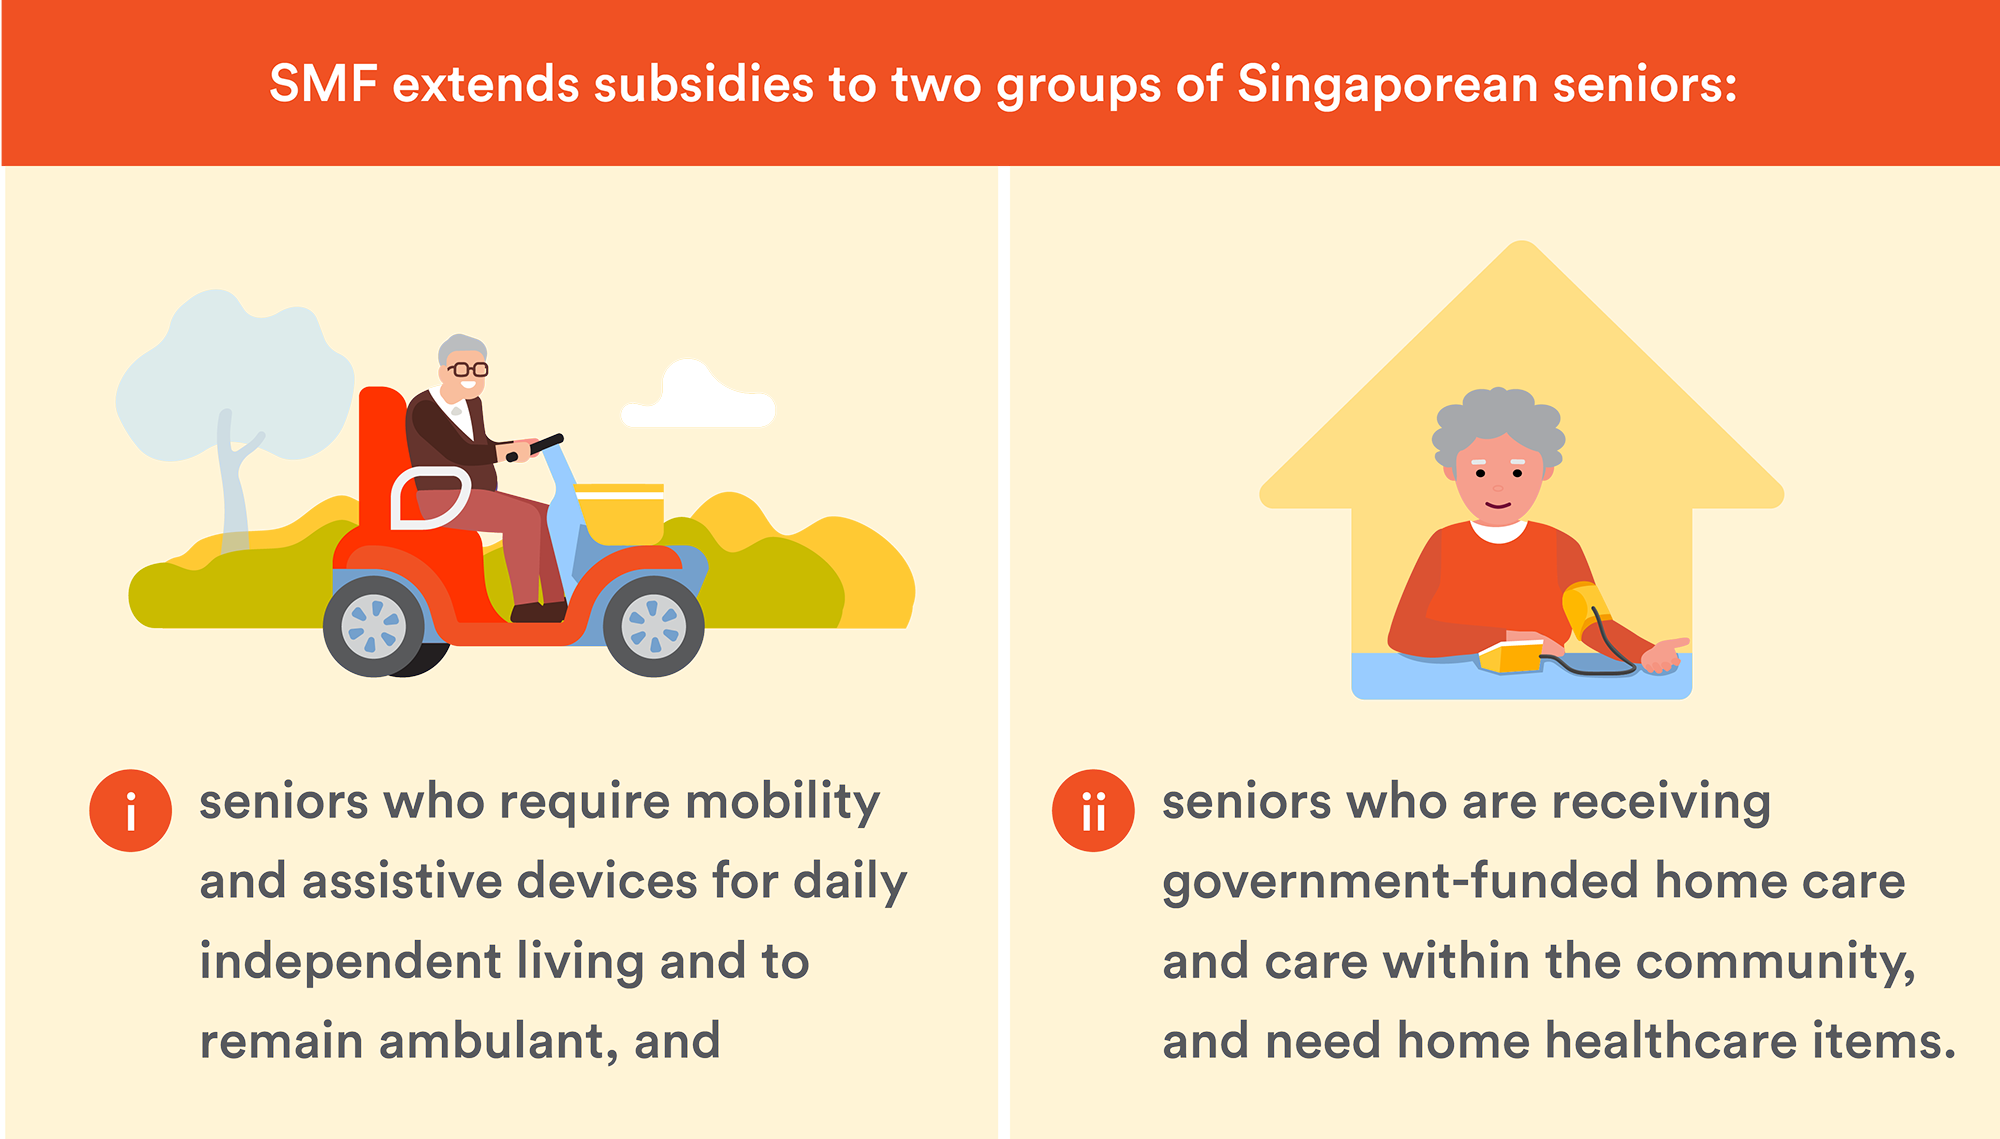 SMF extends subsidies to two groups of Singaporean seniors:
i
seniors who require mobility
and assistive devices for daily
independent living and to
remain ambulant, and
ii
seniors who are receiving
government-funded home care
and care within the community,
and need home healthcare items.